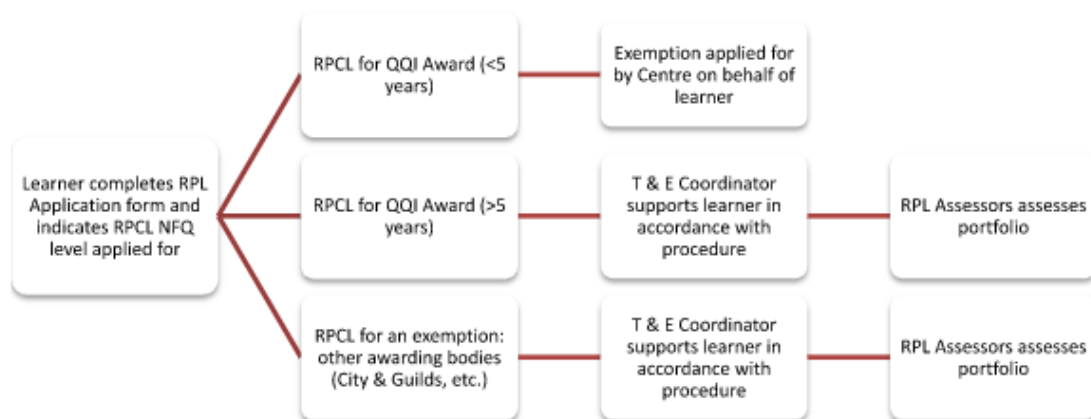 RPCL for QQI Award (<5
years)
Exemption applied for
by Centre on behalf of
learner
Learner completes RPL
Application form and
indicates RPCL NFQ
level applied for
RPCL for QQI Award (>5
years)
T & E Coordinator
supports learner in
accordance with
procedure
RPL Assessors assesses
portfolio
RPCL for an exemption:
other awarding bodies
(City & Guilds, etc.)
T & E Coordinator
supports learner in
accordance with
procedure
RPL Assessors assesses
portfolio